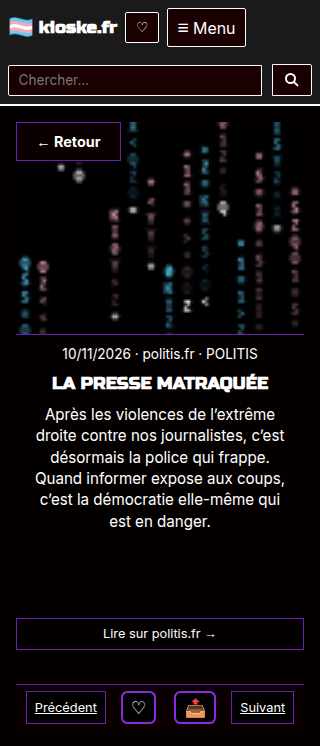 kioske.fr ♡ ≡ Menu
Chercher...
← Retour
10/11/2026 · politis.fr · POLITIS
LA PRESSE MATRAQUÉE
Après les violences de l’extrême
droite contre nos journalistes, c’est
désormais la police qui frappe.
Quand informer expose aux coups,
c’est la démocratie elle-même qui
est en danger.
Lire sur politis.fr →
Précédent ♡ Suivant